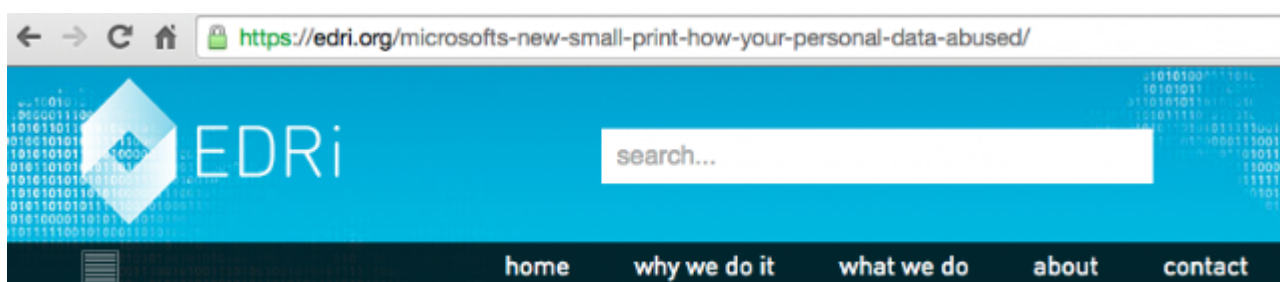 https://edri.org/microsofts-new-small-print-how-your-personal-data-abused/
EDRi
search...
home why we do it what we do about contact